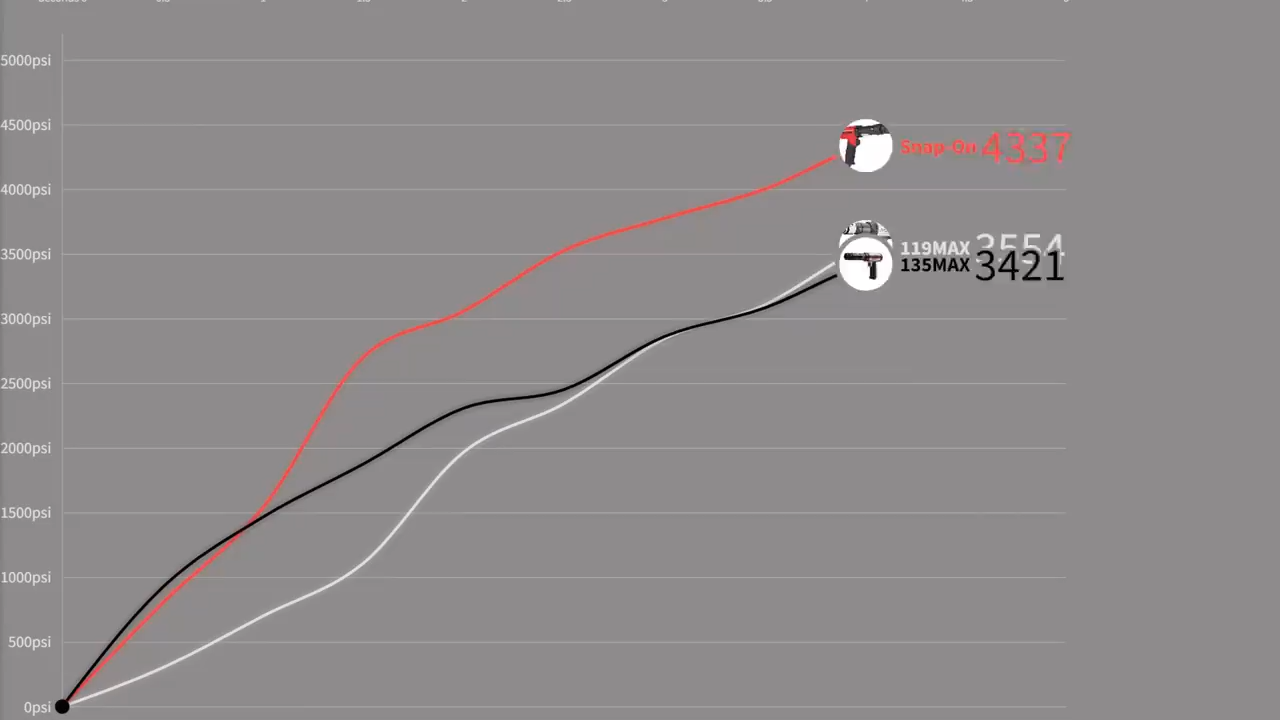 5000psi
4500psi
Snap-On 4337
4000psi
119MAX 3554
3500psi
135MAX 3421
3000psi
2500psi
2000psi
1500psi
1000psi
500psi
0psi